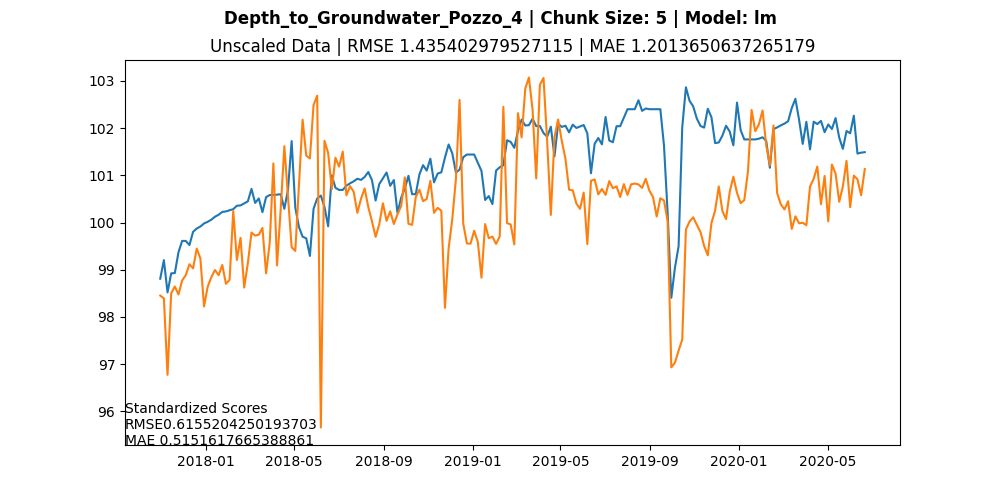 Depth_to_Groundwater_Pozzo_4 | Chunk Size: 5 | Model: lm
Unscaled Data | RMSE 1.435402979527115 | MAE 1.2013650637265179
103
102
101
100
99
98
97
96
Standardized Scores
RMSE0.6155204250193703
MAE 0.5151617665388861
2018-01 2018-05 2018-09 2019-01 2019-05 2019-09 2020-01 2020-05